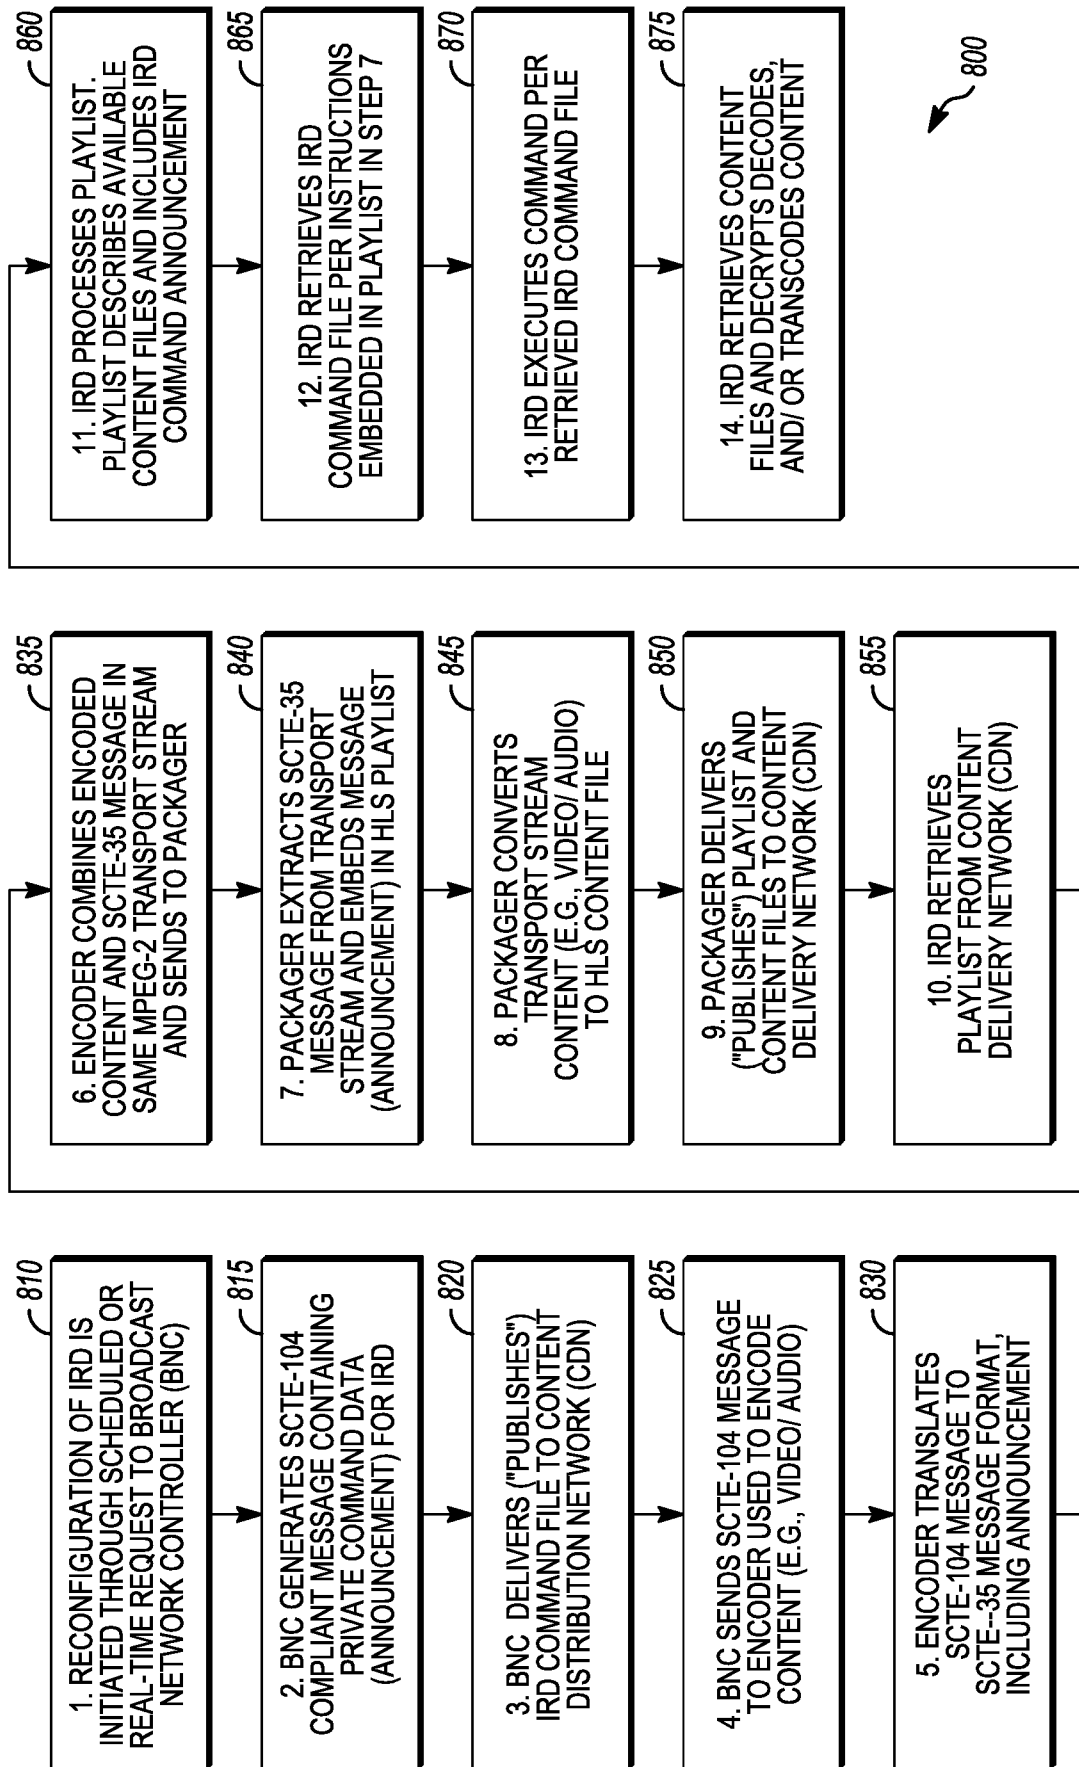 810
1. RECONFIGURATION OF IRD IS
INITIATED THROUGH SCHEDULED OR
REAL-TIME REQUEST TO BROADCAST
NETWORK CONTROLLER (BNC)
815
2. BNC GENERATES SCTE-104
COMPLIANT MESSAGE CONTAINING
PRIVATE COMMAND DATA
(ANNOUNCEMENT) FOR IRD
820
3. BNC DELIVERS ("PUBLISHES")
IRD COMMAND FILE TO CONTENT
DISTRIBUTION NETWORK (CDN)
825
4. BNC SENDS SCTE-104 MESSAGE
TO ENCODER USED TO ENCODE
CONTENT (E.G., VIDEO/ AUDIO)
830
5. ENCODER TRANSLATES
SCTE-104 MESSAGE TO
SCTE--35 MESSAGE FORMAT,
INCLUDING ANNOUNCEMENT
835
6. ENCODER COMBINES ENCODED
CONTENT AND SCTE-35 MESSAGE IN
SAME MPEG-2 TRANSPORT STREAM
AND SENDS TO PACKAGER
840
7. PACKAGER EXTRACTS SCTE-35
MESSAGE FROM TRANSPORT
STREAM AND EMBEDS MESSAGE
(ANNOUNCEMENT) IN HLS PLAYLIST)
845
8. PACKAGER CONVERTS
TRANSPORT STREAM
CONTENT (E.G., VIDEO/ AUDIO)
TO HLS CONTENT FILE
850
9. PACKAGER DELIVERS
("PUBLISHES") PLAYLIST AND
CONTENT FILES TO CONTENT
DELIVERY NETWORK (CDN)
855
10. IRD RETRIEVES
PLAYLIST FROM CONTENT
DELIVERY NETWORK (CDN)
860
11. IRD PROCESSES PLAYLIST.
PLAYLIST DESCRIBES AVAILABLE
CONTENT FILES AND INCLUDES IRD
COMMAND ANNOUNCEMENT
865
12. IRD RETRIEVES IRD
COMMAND FILE PER INSTRUCTIONS
EMBEDDED IN PLAYLIST IN STEP 7
870
13. IRD EXECUTES COMMAND PER
RETRIEVED IRD COMMAND FILE
875
14. IRD RETRIEVES CONTENT
FILES AND DECRYPTS DECODES,
AND/ OR TRANSCODES CONTENT
800